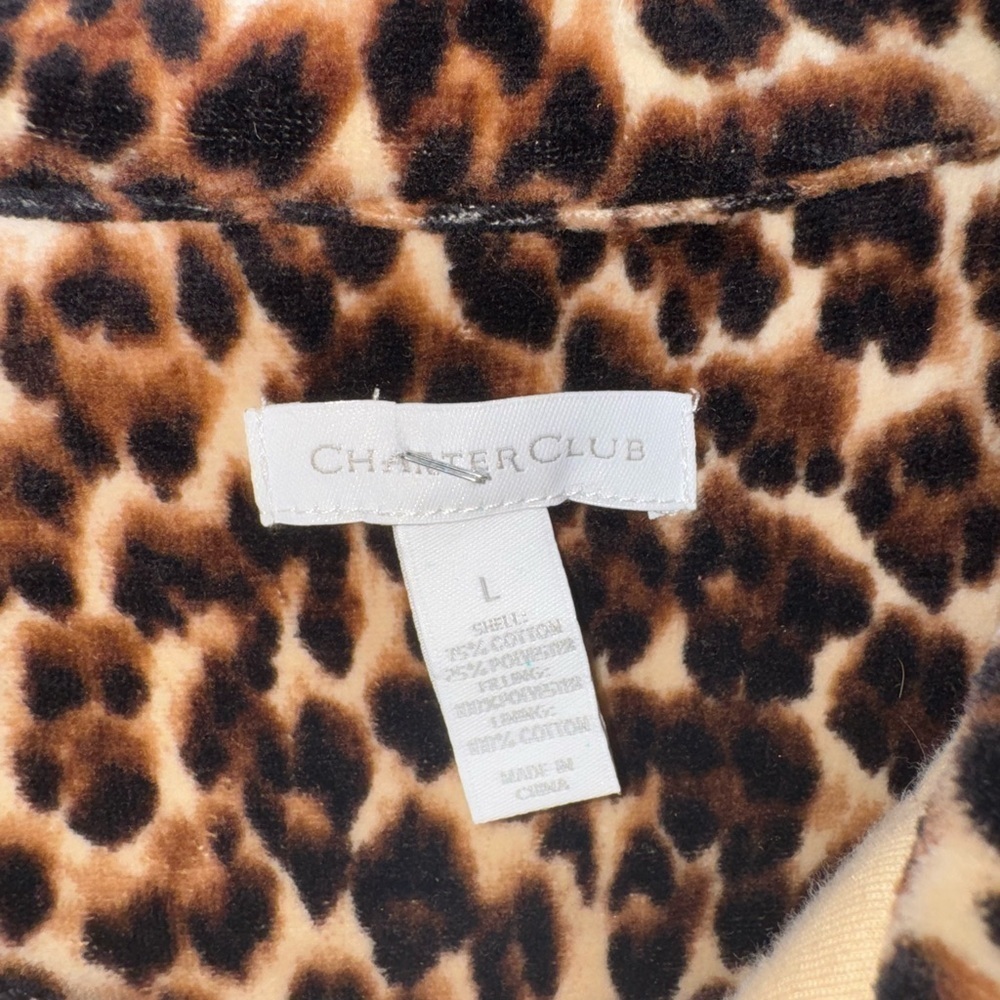 CHARTER CLUB
L
SHELL:
75% COTTON
25% POLYESTER
FILLING:
100%POLYESTER
LINING:
100% COTTON
MADE IN
CHINA